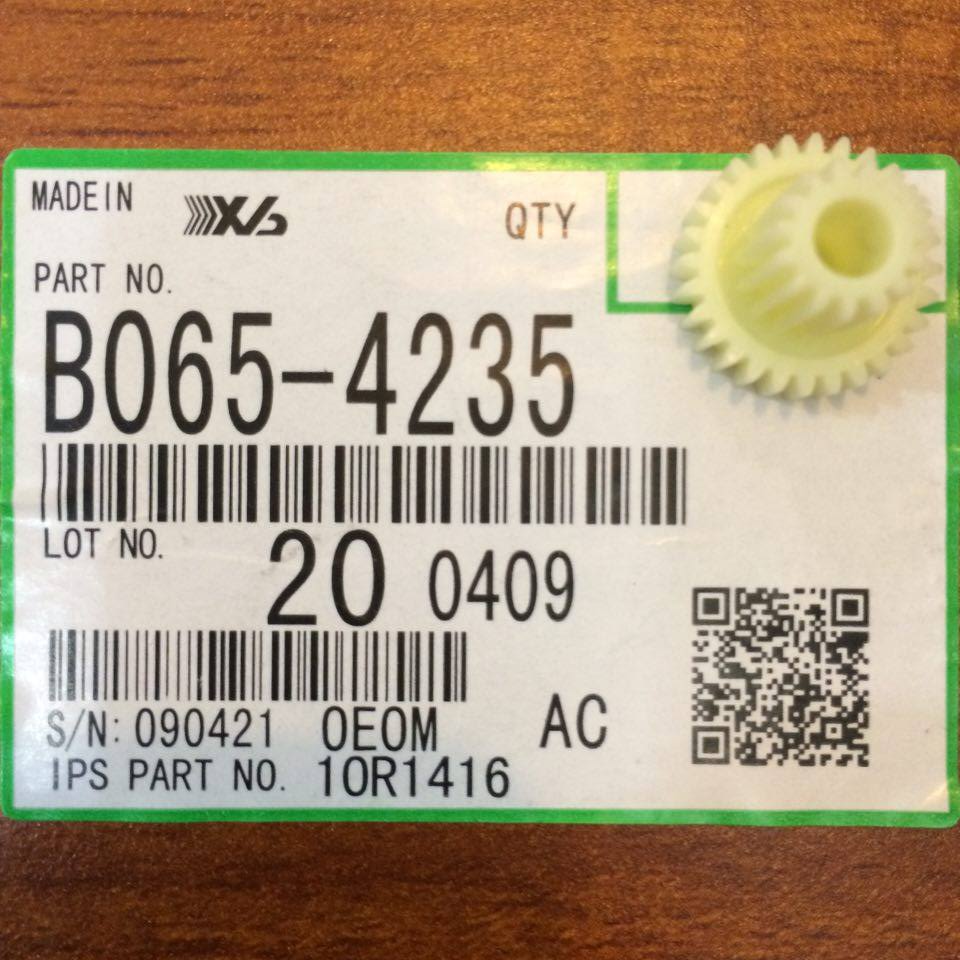 MADE IN
QTY
PART NO.
B065-4235
LOT NO.
20 0409
S/N: 090421 OEOM AC
IPS PART NO. 10R1416